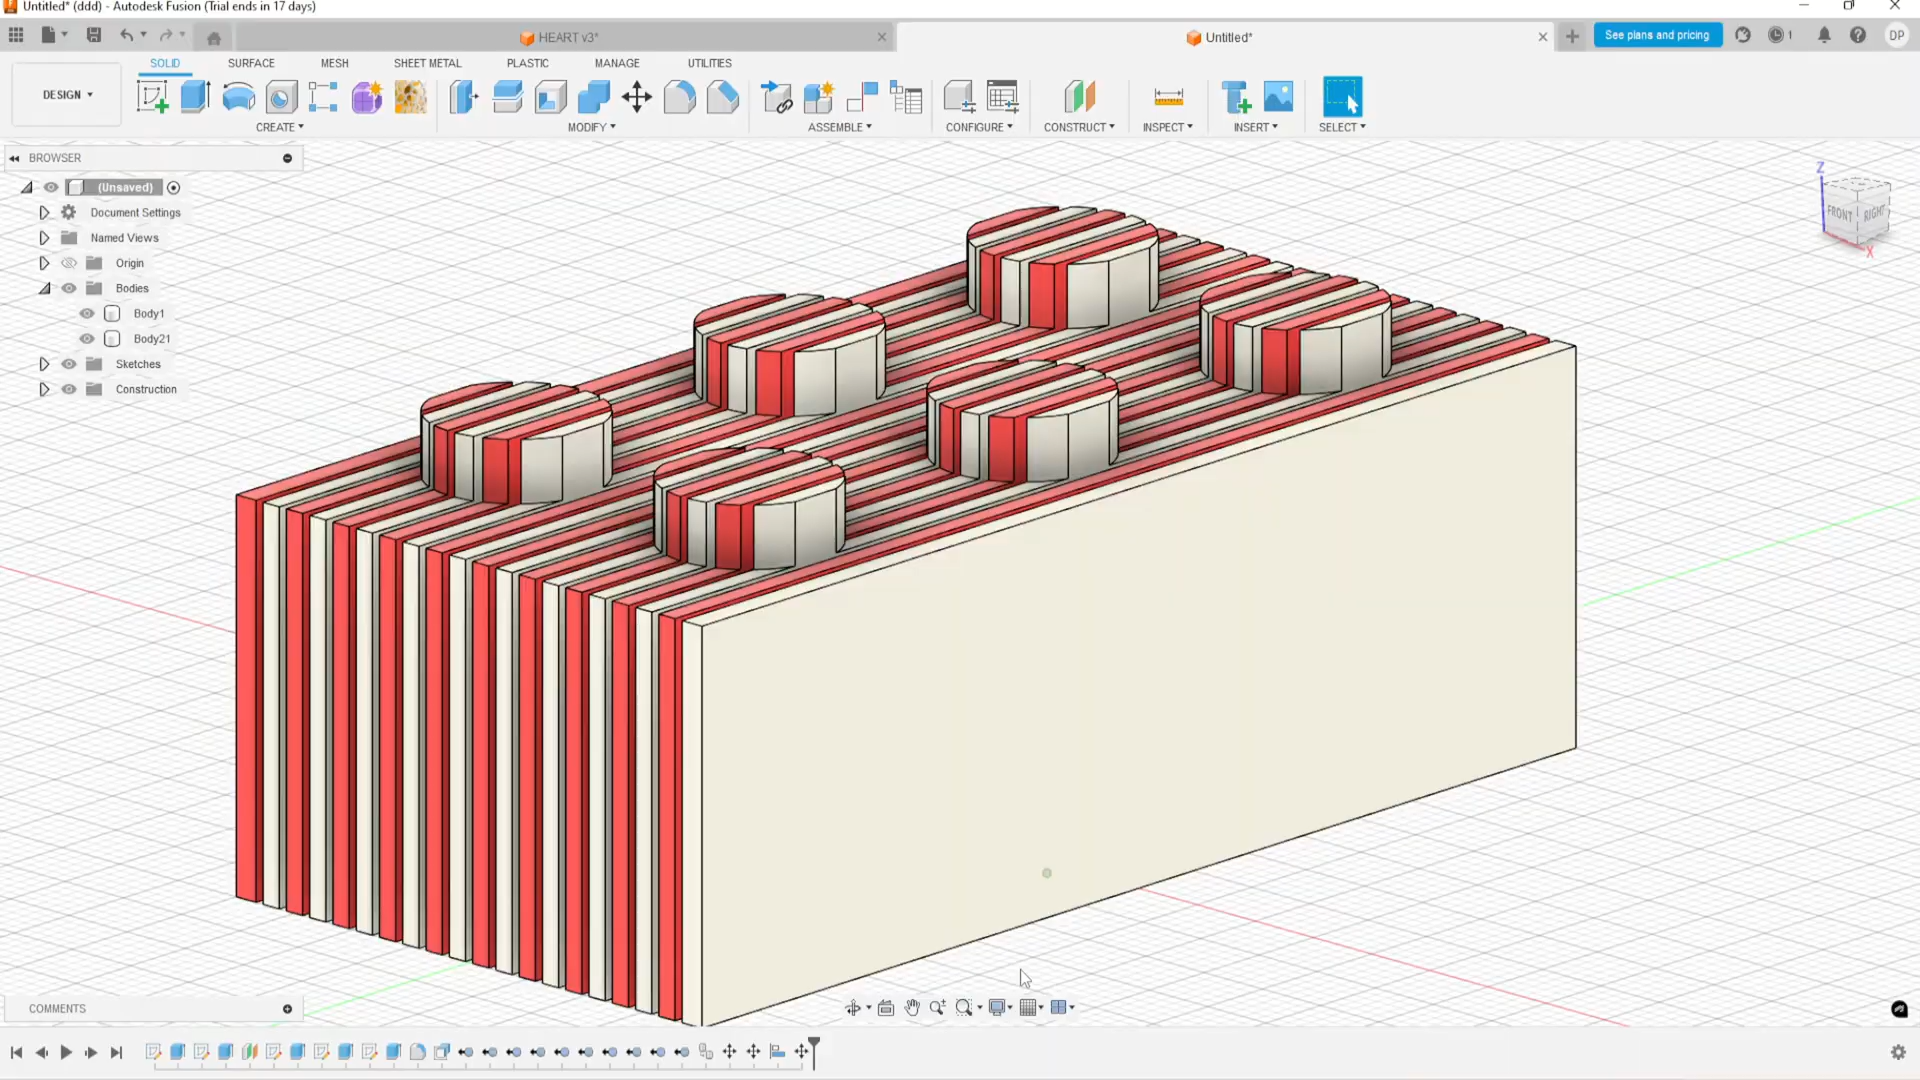 Untitled* (ddd) - Autodesk Fusion (Trial ends in 17 days)
HEART v3*
Untitled*
See plans and pricing
1
DP
SOLID
SURFACE
MESH
SHEET METAL
PLASTIC
MANAGE
UTILITIES
DESIGN
CREATE
MODIFY
ASSEMBLE
CONFIGURE
CONSTRUCT
INSPECT
INSERT
SELECT
BROWSER
(Unsaved)
Document Settings
Named Views
Origin
Bodies
Body1
Body21
Sketches
Construction
Z
FRONT
RIGHT
X
COMMENTS